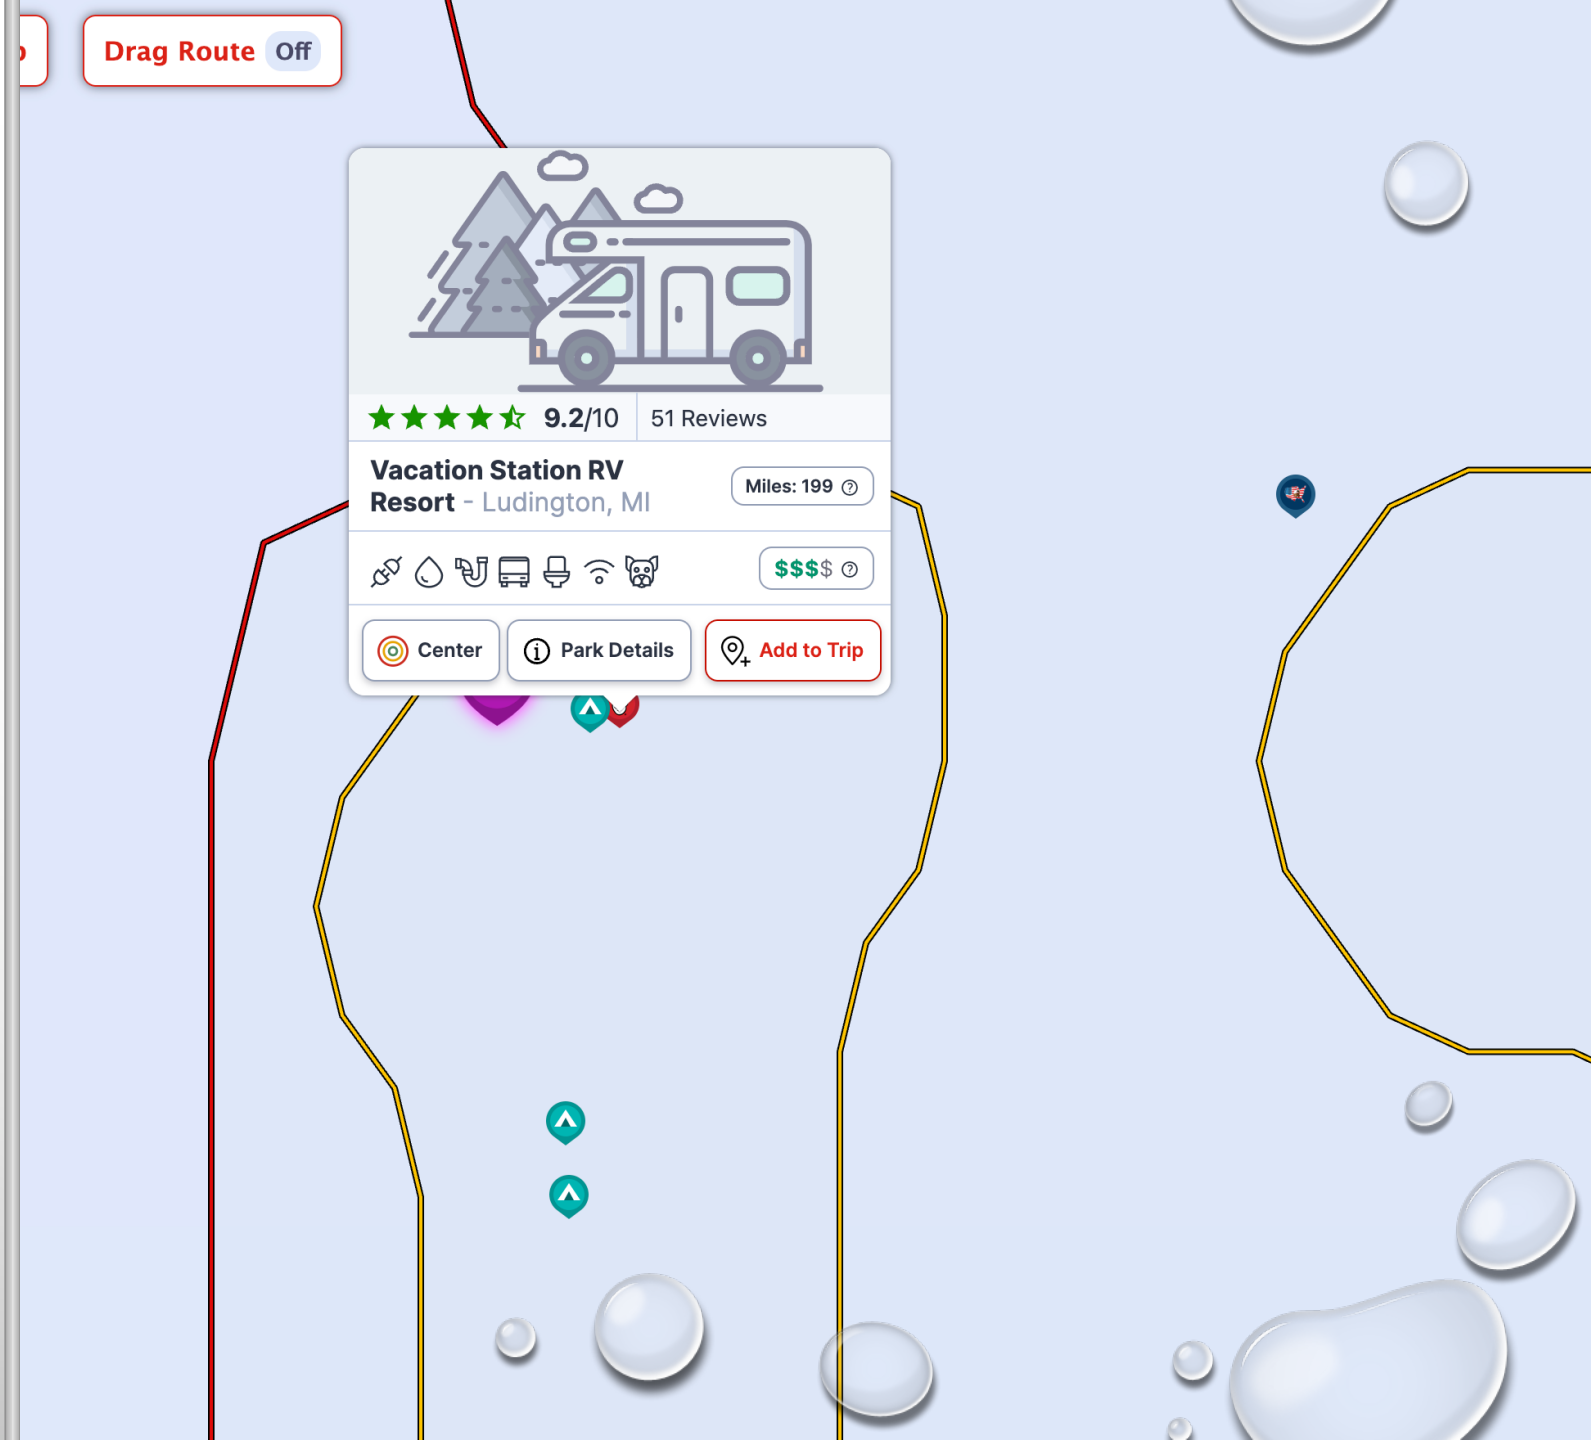 Drag Route Off
9.2/10 51 Reviews
Vacation Station RV
Resort - Ludington, MI
Miles: 199
$$$$
Center
Park Details
Add to Trip